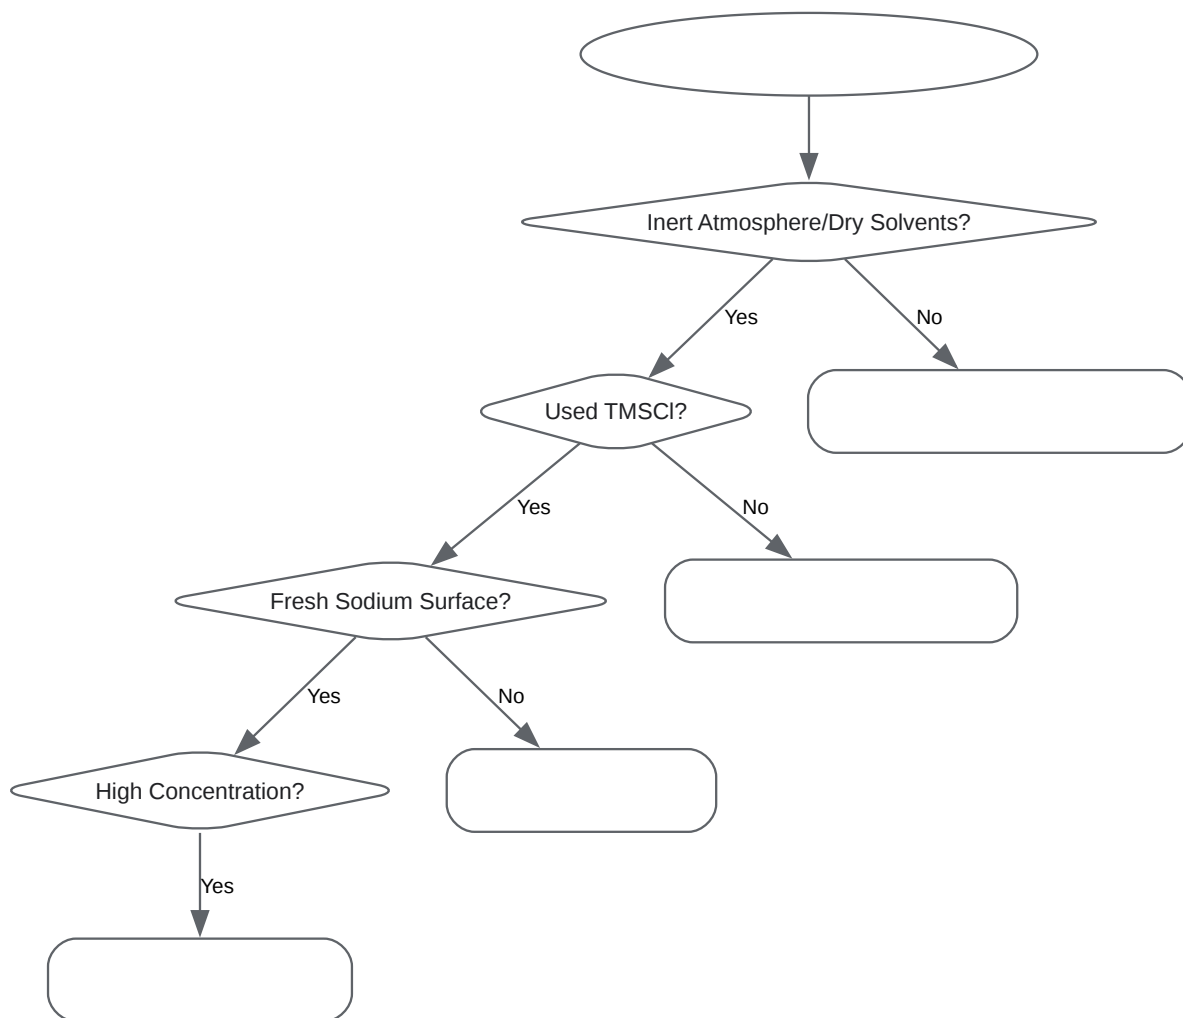 Inert Atmosphere/Dry Solvents?
Yes
No
Used TMSCl?
Yes
No
Fresh Sodium Surface?
Yes
No
High Concentration?
Yes